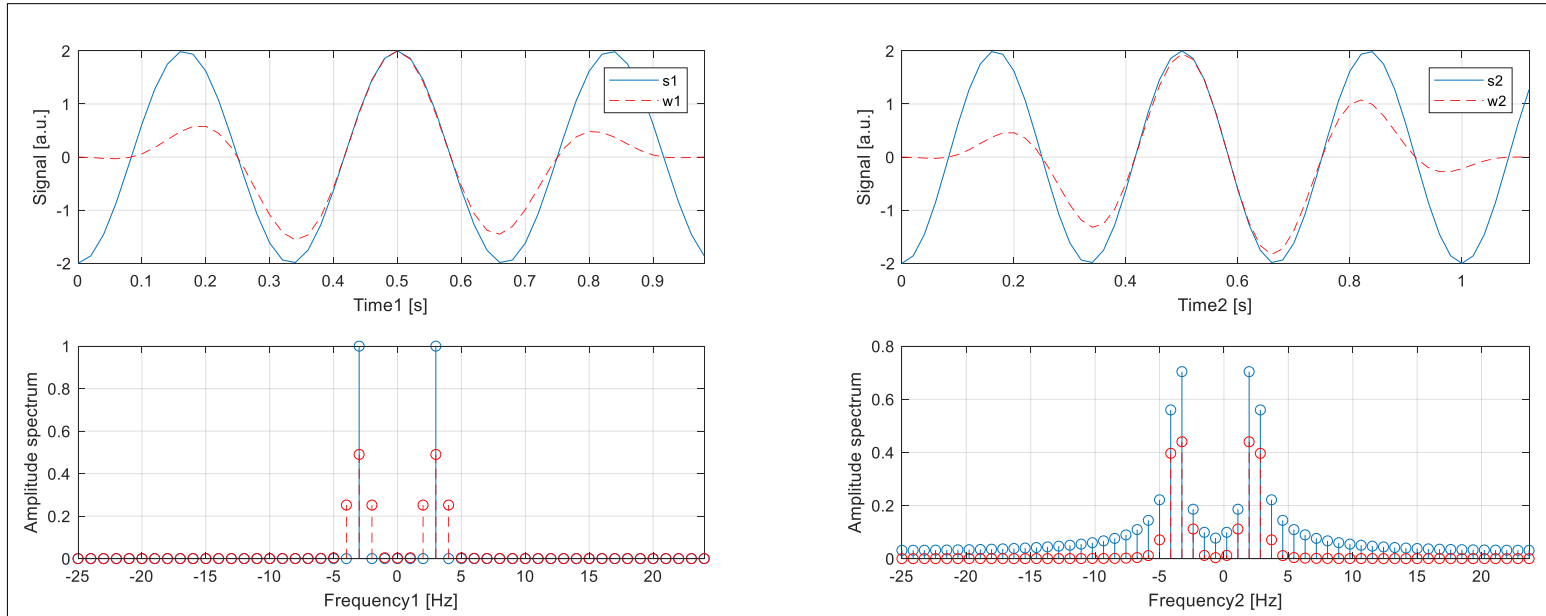 2
1
0
-1
-2
Signal [a.u.]
s1
w1
0 0.1 0.2 0.3 0.4 0.5 0.6 0.7 0.8 0.9
Time1 [s]
2
1
0
-1
-2
Signal [a.u.]
s2
w2
0 0.2 0.4 0.6 0.8 1
Time2 [s]
1
0.8
0.6
0.4
0.2
0
Amplitude spectrum
-25 -20 -15 -10 -5 0 5 10 15 20
Frequency1 [Hz]
0.8
0.6
0.4
0.2
0
Amplitude spectrum
-25 -20 -15 -10 -5 0 5 10 15 20
Frequency2 [Hz]